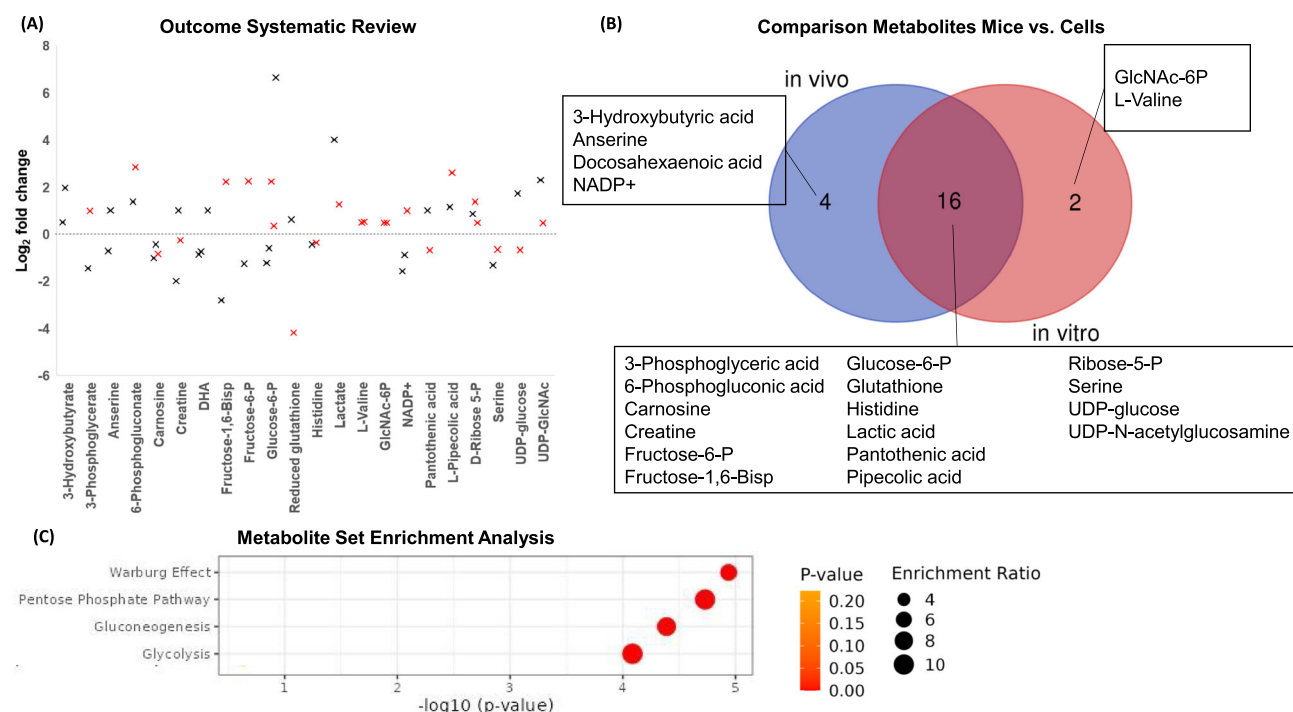 (A)
Outcome Systematic Review
8
6
4
2
0
-2
-4
-6
Log2 fold change
3-Hydroxybutyrate
3-Phosphoglycerate
Anserine
6-Phosphogluconate
Carnosine
Creatine
DHA
Fructose-1,6-Bisp
Fructose-6-P
Glucose-6-P
Reduced glutathione
Histidine
Lactate
L-Valine
GlcNAc-6P
NADP+
Pantothenic acid
L-Pipecolic acid
D-Ribose 5-P
Serine
UDP-glucose
UDP-GlcNAc
(B)
Comparison Metabolites Mice vs. Cells
in vivo
3-Hydroxybutyric acid
Anserine
Docosahexaenoic acid
NADP+
GlcNAc-6P
L-Valine
4
16
2
in vitro
3-Phosphoglyceric acid
6-Phosphogluconic acid
Carnosine
Creatine
Fructose-6-P
Fructose-1,6-Bisp
Glucose-6-P
Glutathione
Histidine
Lactic acid
Pantothenic acid
Pipecolic acid
Ribose-5-P
Serine
UDP-glucose
UDP-N-acetylglucosamine
(C)
Metabolite Set Enrichment Analysis
Warburg Effect
Pentose Phosphate Pathway
Gluconeogenesis
Glycolysis
1 2 3 4 5
-log10 (p-value)
P-value
0.20
0.15
0.10
0.05
0.00
Enrichment Ratio
4
6
8
10